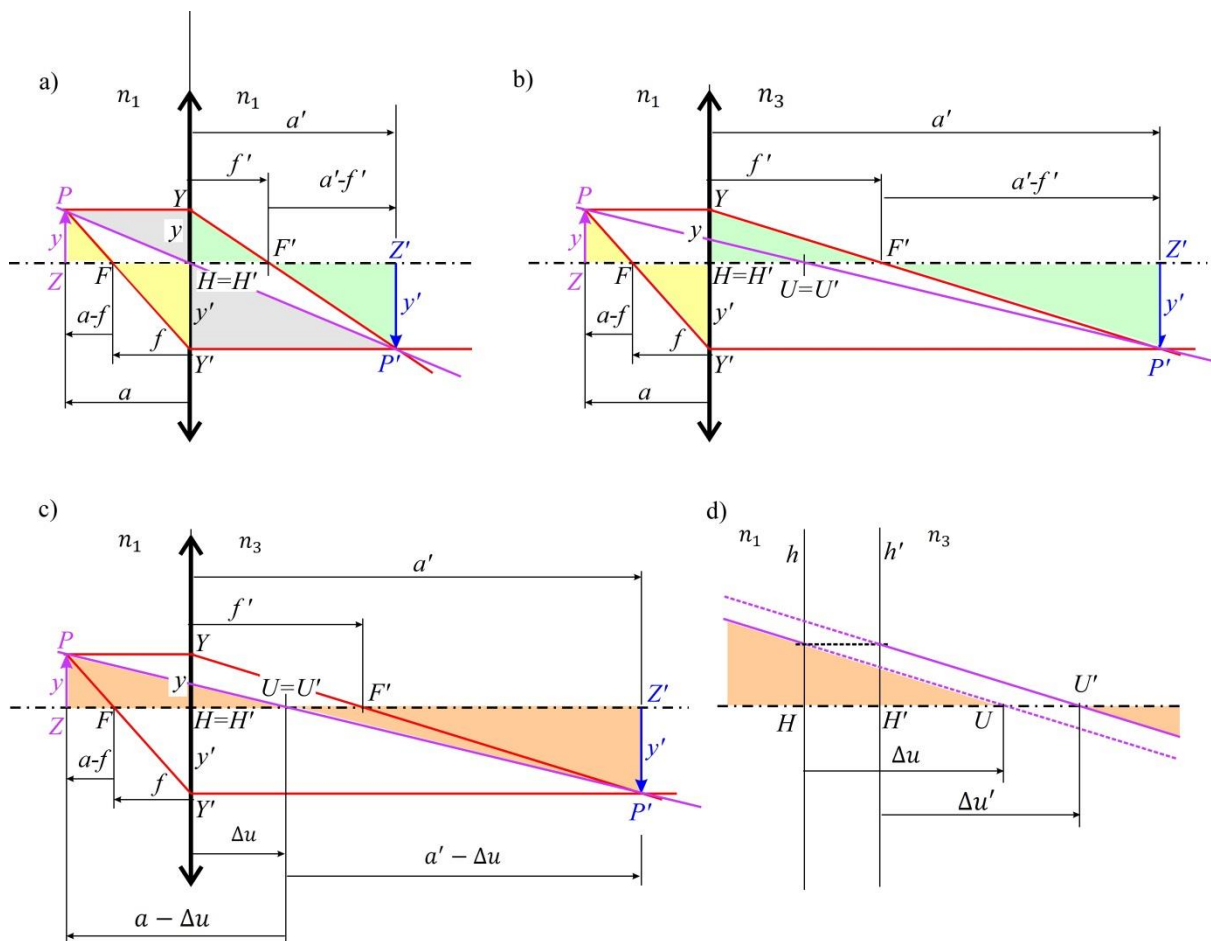 a)
n₁ n₁
a′
f′
a′-f′
P Y
y y F′ Z′
Z F H=H′
y′ y′
a-f
f Y′ P′
a
b)
n₁ n₃
a′
f′
a′-f′
P Y
y y F′ Z′
Z F H=H′ U=U′
y′ y′
a-f
f Y′ P′
a
c)
n₁ n₃
a′
f′
P Y
y y U=U′ F′ Z′
Z F H=H′
y′ y′
a-f
f Y′ P′
Δu
a′ − Δu
a − Δu
d)
n₁ h h′ n₃
U′
H H′ U
Δu
Δu′